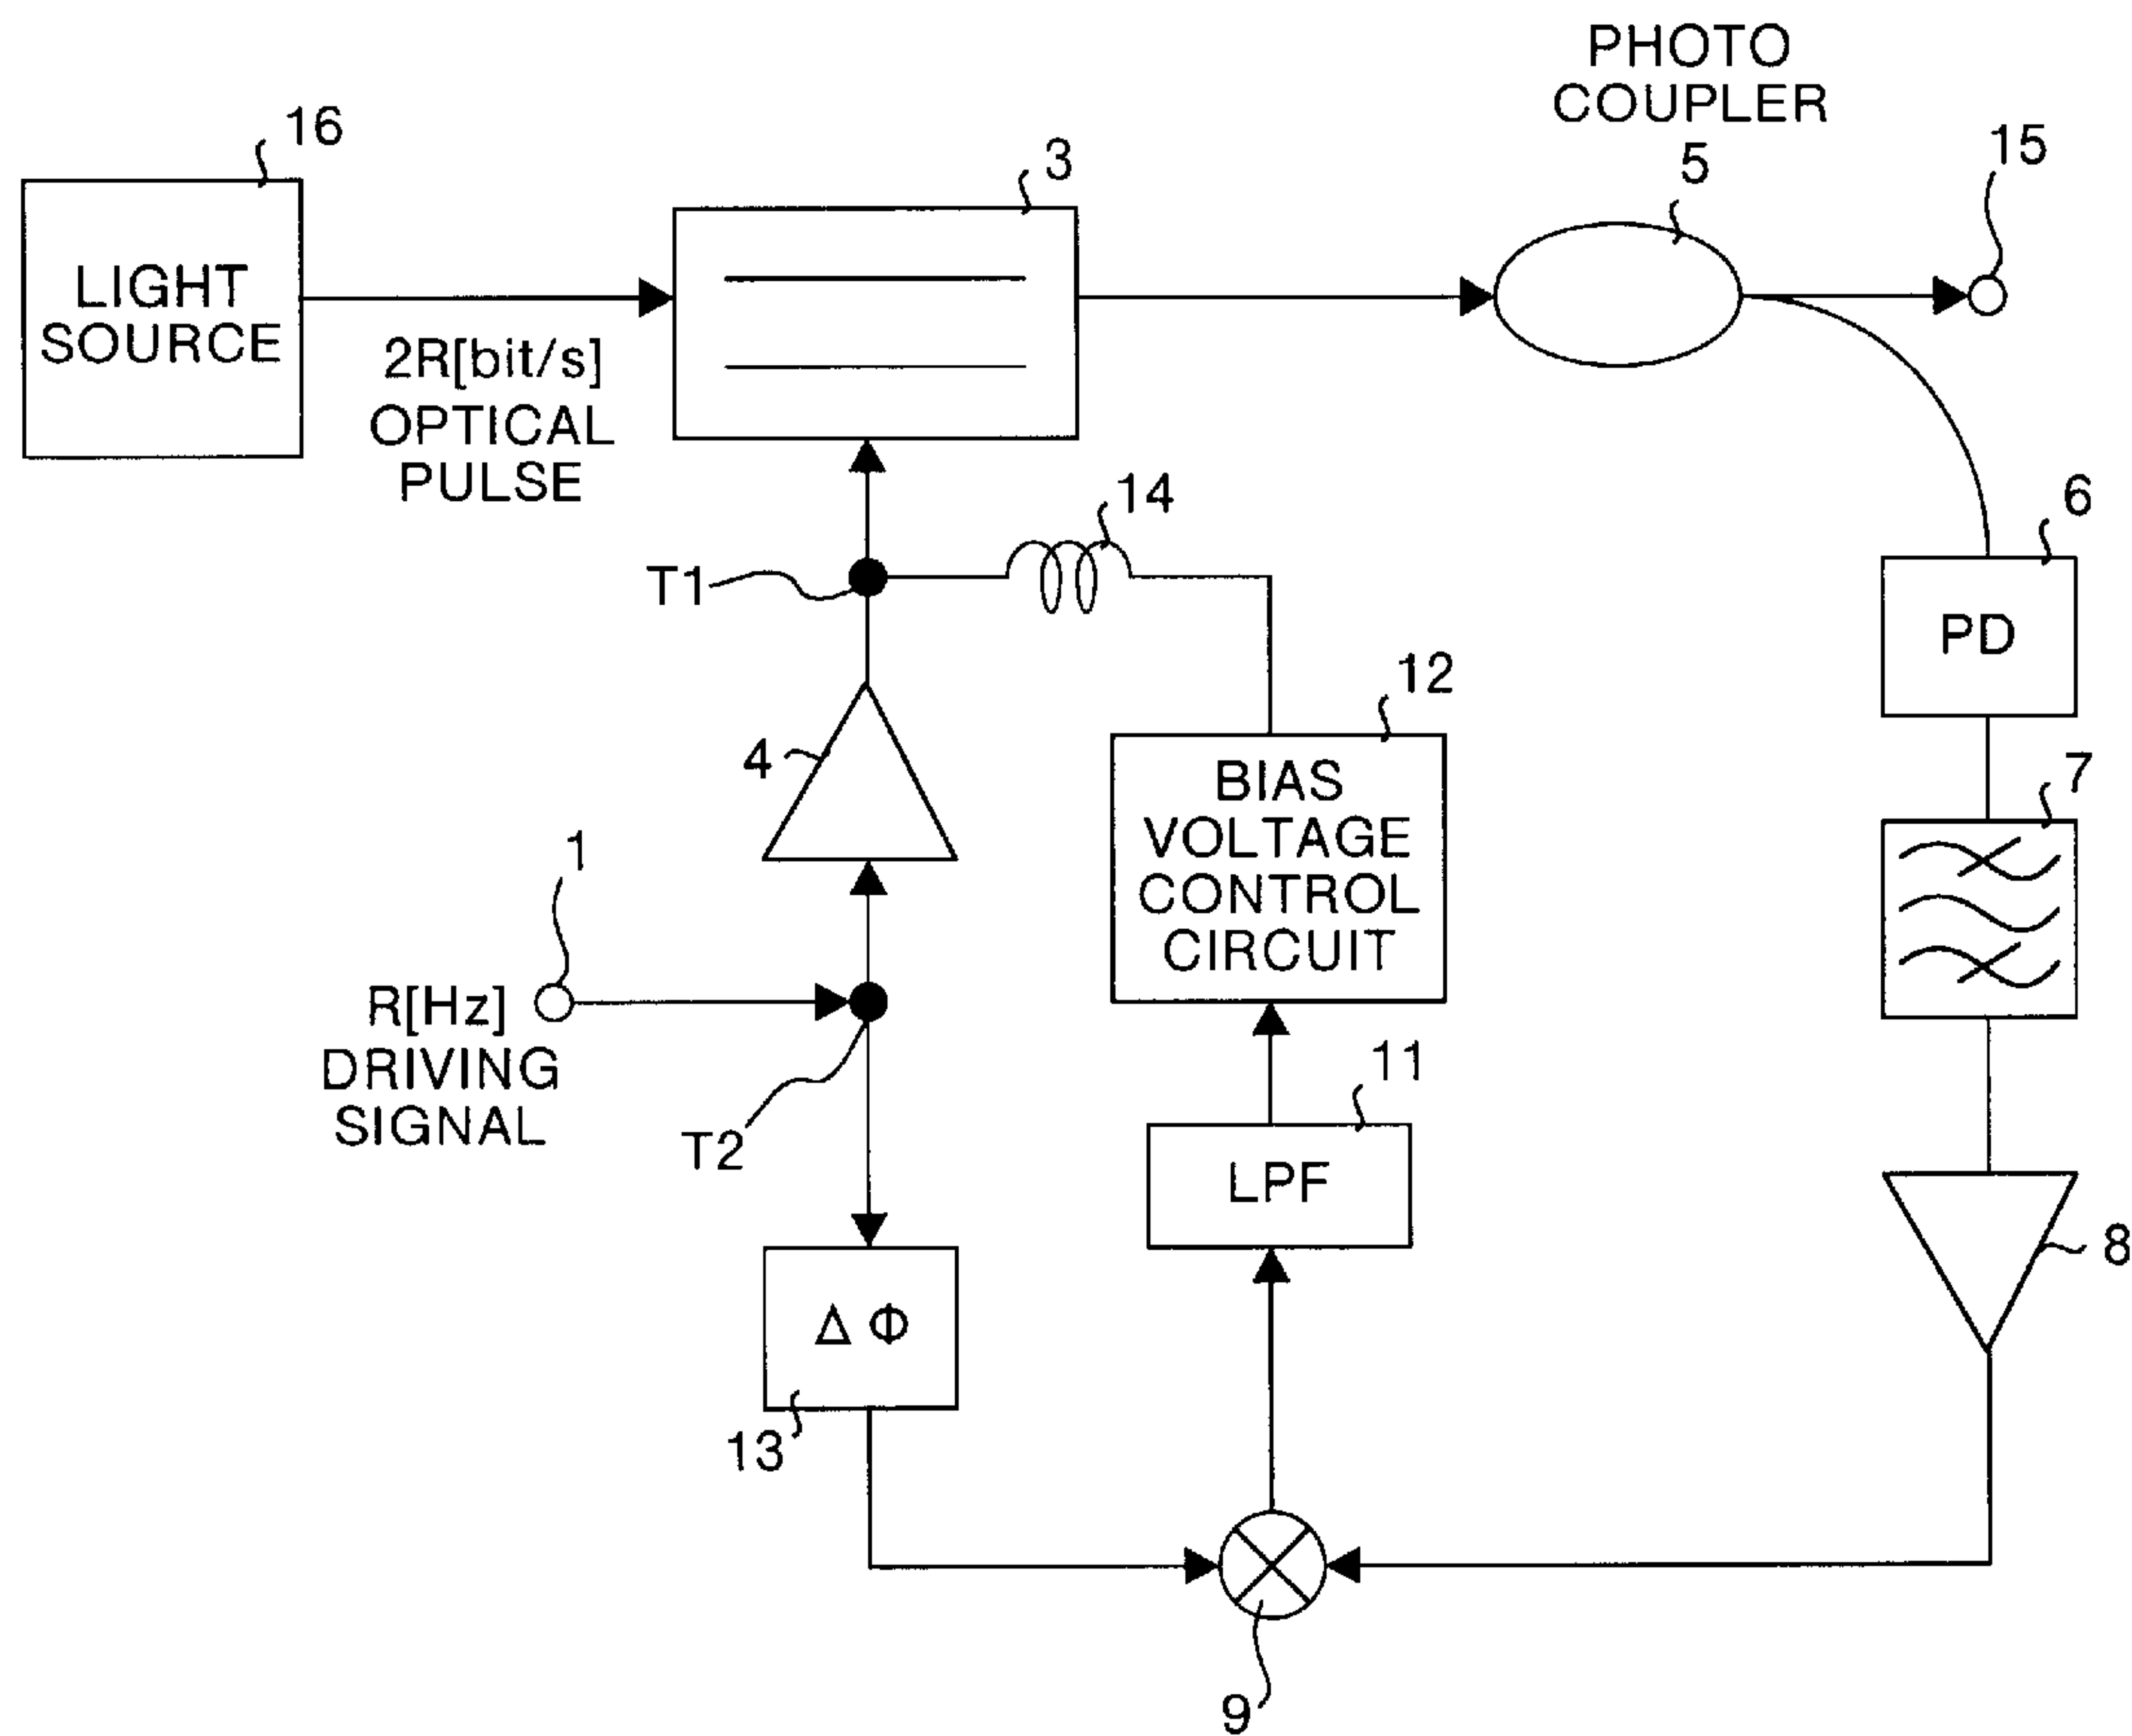 PHOTO
COUPLER
5
16
3
15
LIGHT
SOURCE
2R[bit/s]
OPTICAL
PULSE
14
6
T1
PD
12
4
BIAS
VOLTAGE
CONTROL
CIRCUIT
7
1
R[Hz]
DRIVING
SIGNAL
T2
11
LPF
8
Δ Φ
13
9